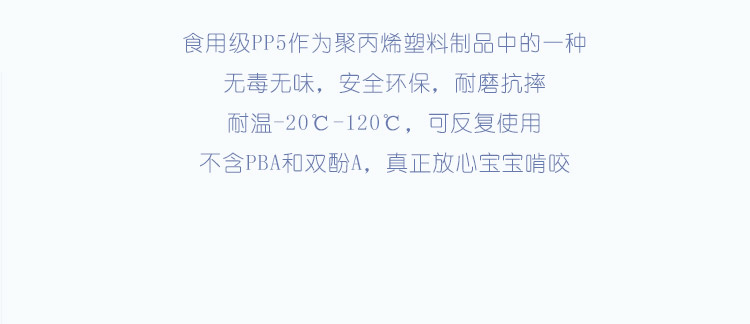 食用级PP5作为聚丙烯塑料制品中的一种
无毒无味，安全环保，耐磨抗摔
耐温-20℃-120℃，可反复使用
不含PBA和双酚A，真正放心宝宝啃咬